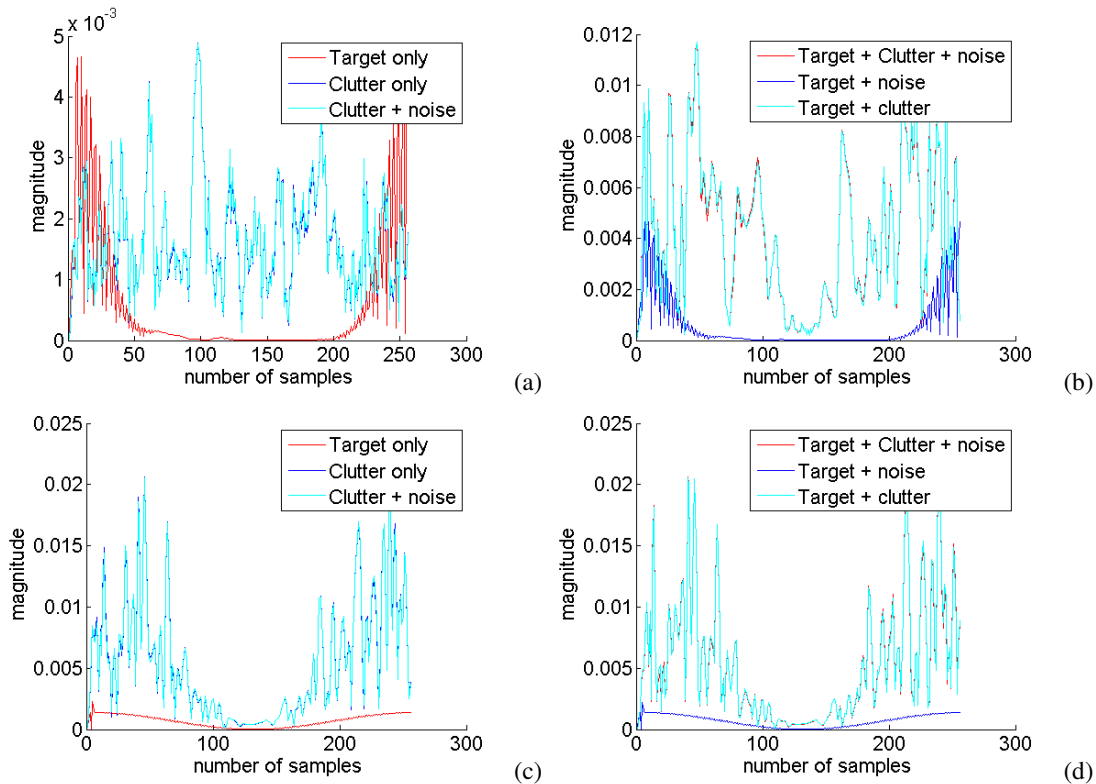 5 × 10⁻³
4
3
2
1
0
0 50 100 150 200 250 300
magnitude
number of samples
Target only
Clutter only
Clutter + noise
(a)
0.012
0.01
0.008
0.006
0.004
0.002
0
0 100 200 300
magnitude
number of samples
Target + Clutter + noise
Target + noise
Target + clutter
(b)
0.025
0.02
0.015
0.01
0.005
0
0 100 200 300
magnitude
number of samples
Target only
Clutter only
Clutter + noise
(c)
0.025
0.02
0.015
0.01
0.005
0
0 100 200 300
magnitude
number of samples
Target + Clutter + noise
Target + noise
Target + clutter
(d)